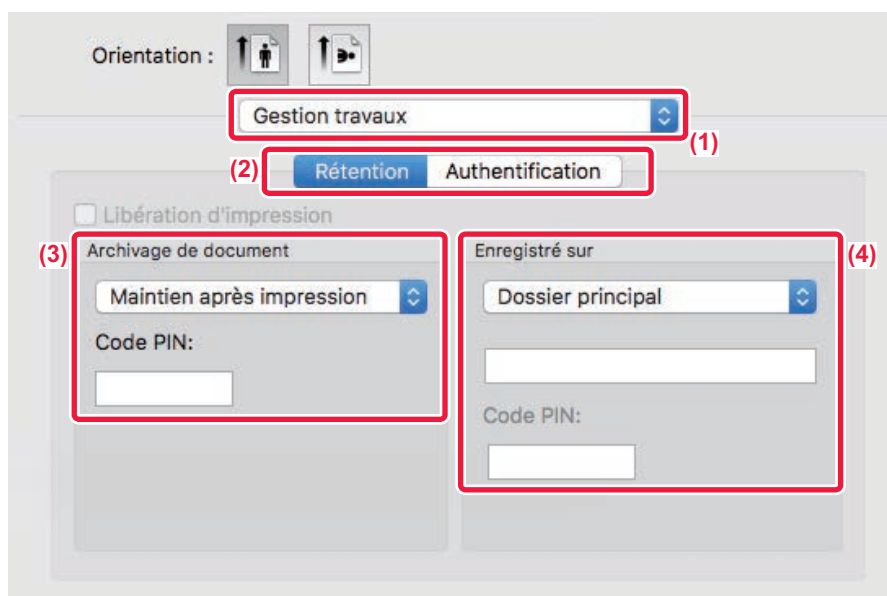 Orientation :
Gestion travaux
(1)
(2)
Rétention Authentification
Libération d'impression
(3)
Archivage de document
Maintien après impression
Code PIN:
Enregistré sur
(4)
Dossier principal
Code PIN: